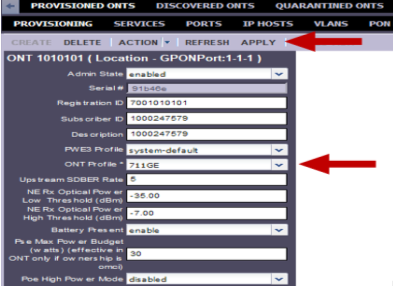 PROVISIONED ONTS DISCOVERED ONTS QUARANTINED ONTS
PROVISIONING SERVICES PORTS IP HOSTS VLANS PON
CREATE DELETE ACTION REFRESH APPLY
ONT 1010101 ( Location - GPONPort:1-1-1 )
Admin State enabled
Serial # 91b46e
Registration ID 7001010101
Subscriber ID 1000247579
Description 1000247579
PWE3 Profile system-default
ONT Profile * 711GE
Upstream SDBER Rate 5
NE Rx Optical Power
Low Threshold (dBm) -35.00
NE Rx Optical Power
High Threshold (dBm) -7.00
Battery Present enable
Pse Max Power Budget
(watts) (effective in
ONT only if ownership is
omci) 30
Poe High Power Mode disabled